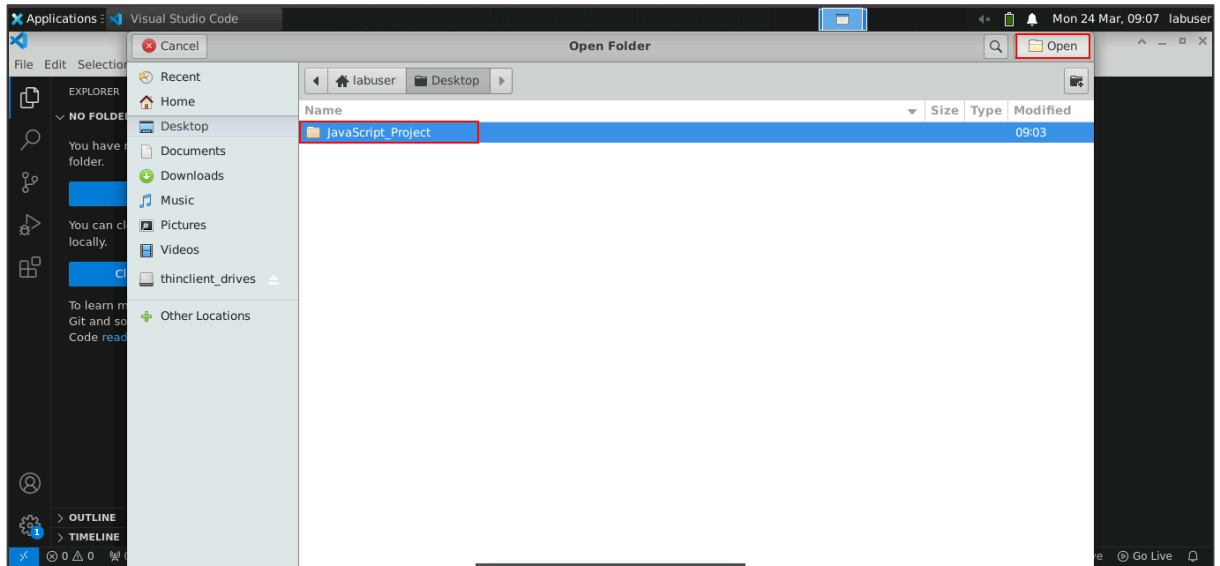 Applications Visual Studio Code Mon 24 Mar, 09:07 labuser
File Edit Selection
Cancel Open Folder Open
EXPLORER
NO FOLDE
You have
folder.
You can cl
locally.
Cl
To learn m
Git and so
Code read
OUTLINE
TIMELINE
Recent
Home
Desktop
Documents
Downloads
Music
Pictures
Videos
thinclient_drives
Other Locations
labuser Desktop
Name Size Type Modified
JavaScript_Project 09:03
1
0 0 Go Live